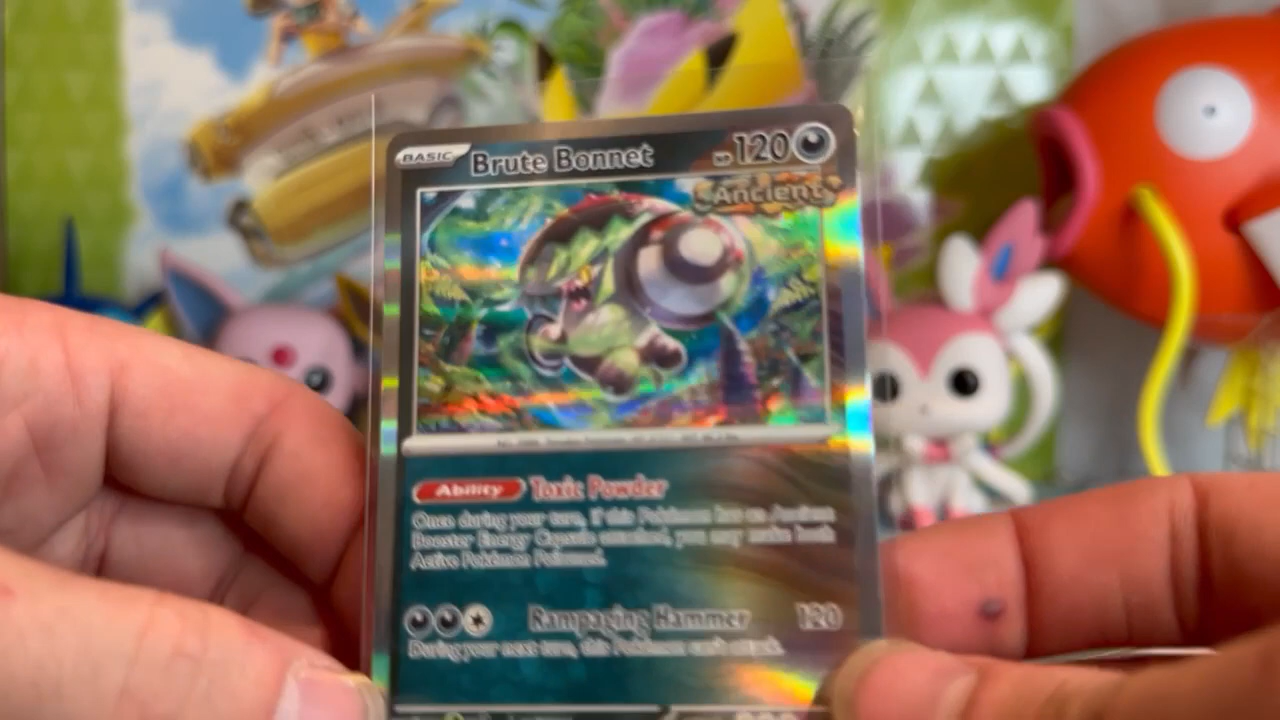 BASIC Brute Bonnet HP 120
Ancient
Ability Toxic Powder
Once during your turn, if this Pokémon has an Ancient
Booster Energy Capsule attached, you may make both
Active Pokémon Poisoned.
Rampaging Hammer 120
During your next turn, this Pokémon can't attack.